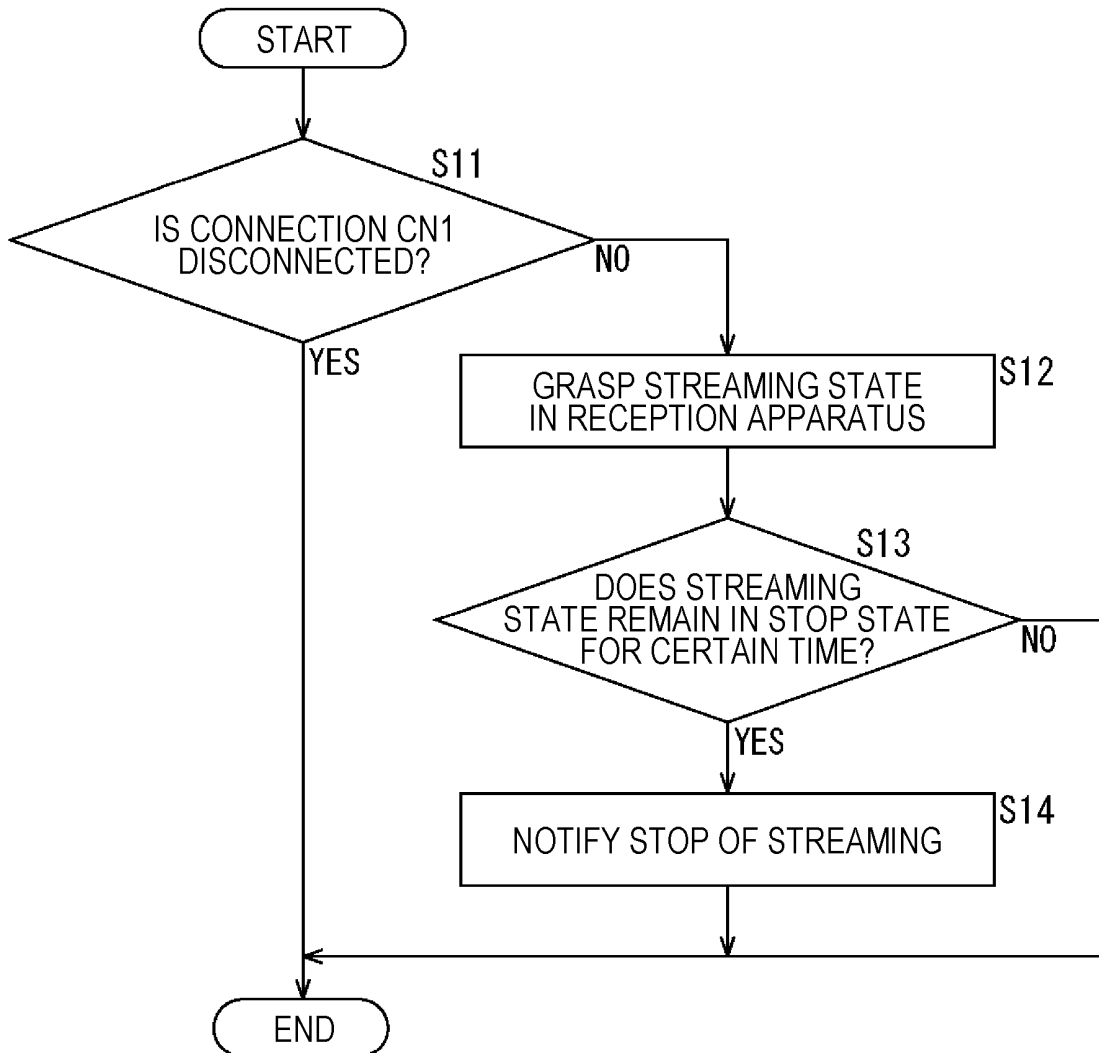 START
S11
IS CONNECTION CN1
DISCONNECTED?
NO
YES
S12
GRASP STREAMING STATE
IN RECEPTION APPARATUS
S13
DOES STREAMING
STATE REMAIN IN STOP STATE
FOR CERTAIN TIME?
NO
YES
S14
NOTIFY STOP OF STREAMING
END